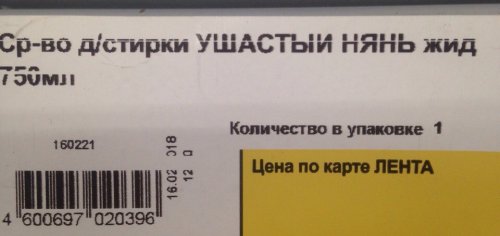 Ср-во д/стирки УШАСТЫЙ НЯНЬ жид
750мл
Количество в упаковке 1
160221
Цена по карте ЛЕНТА
4 600697 020396